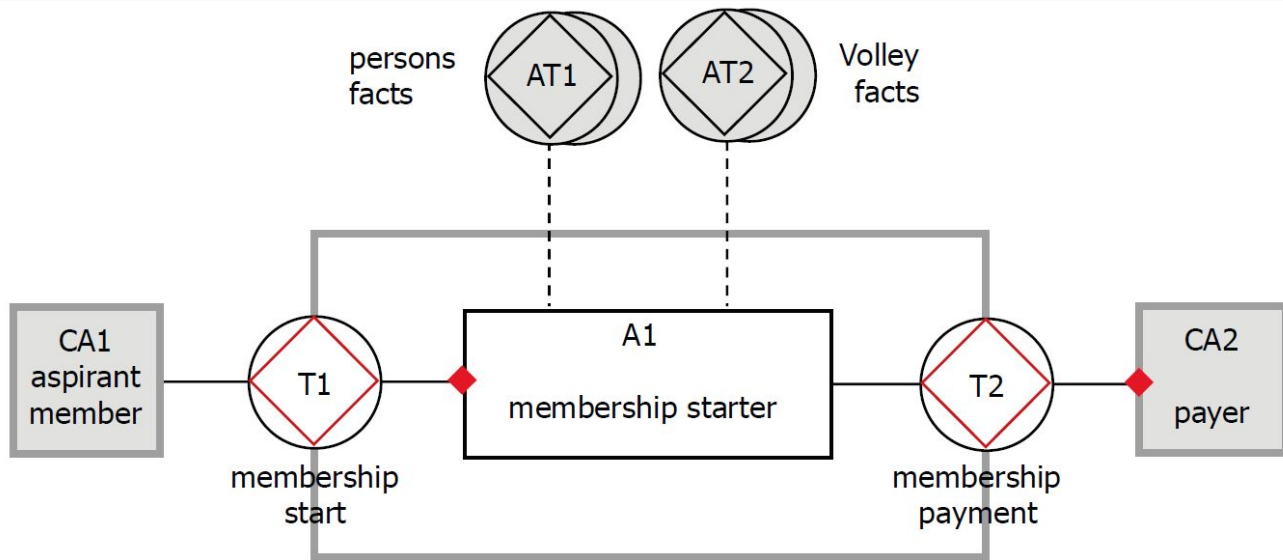 persons
facts
AT1
AT2
Volley
facts
CA1
aspirant
member
T1
membership
start
A1
membership starter
T2
membership
payment
CA2
payer